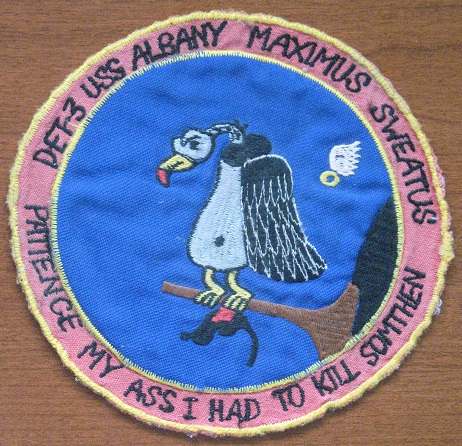 DET-3 USS ALBANY MAXIMUS SWEATUS
PATIENCE MY ASS I HAD TO KILL SOMTHEN